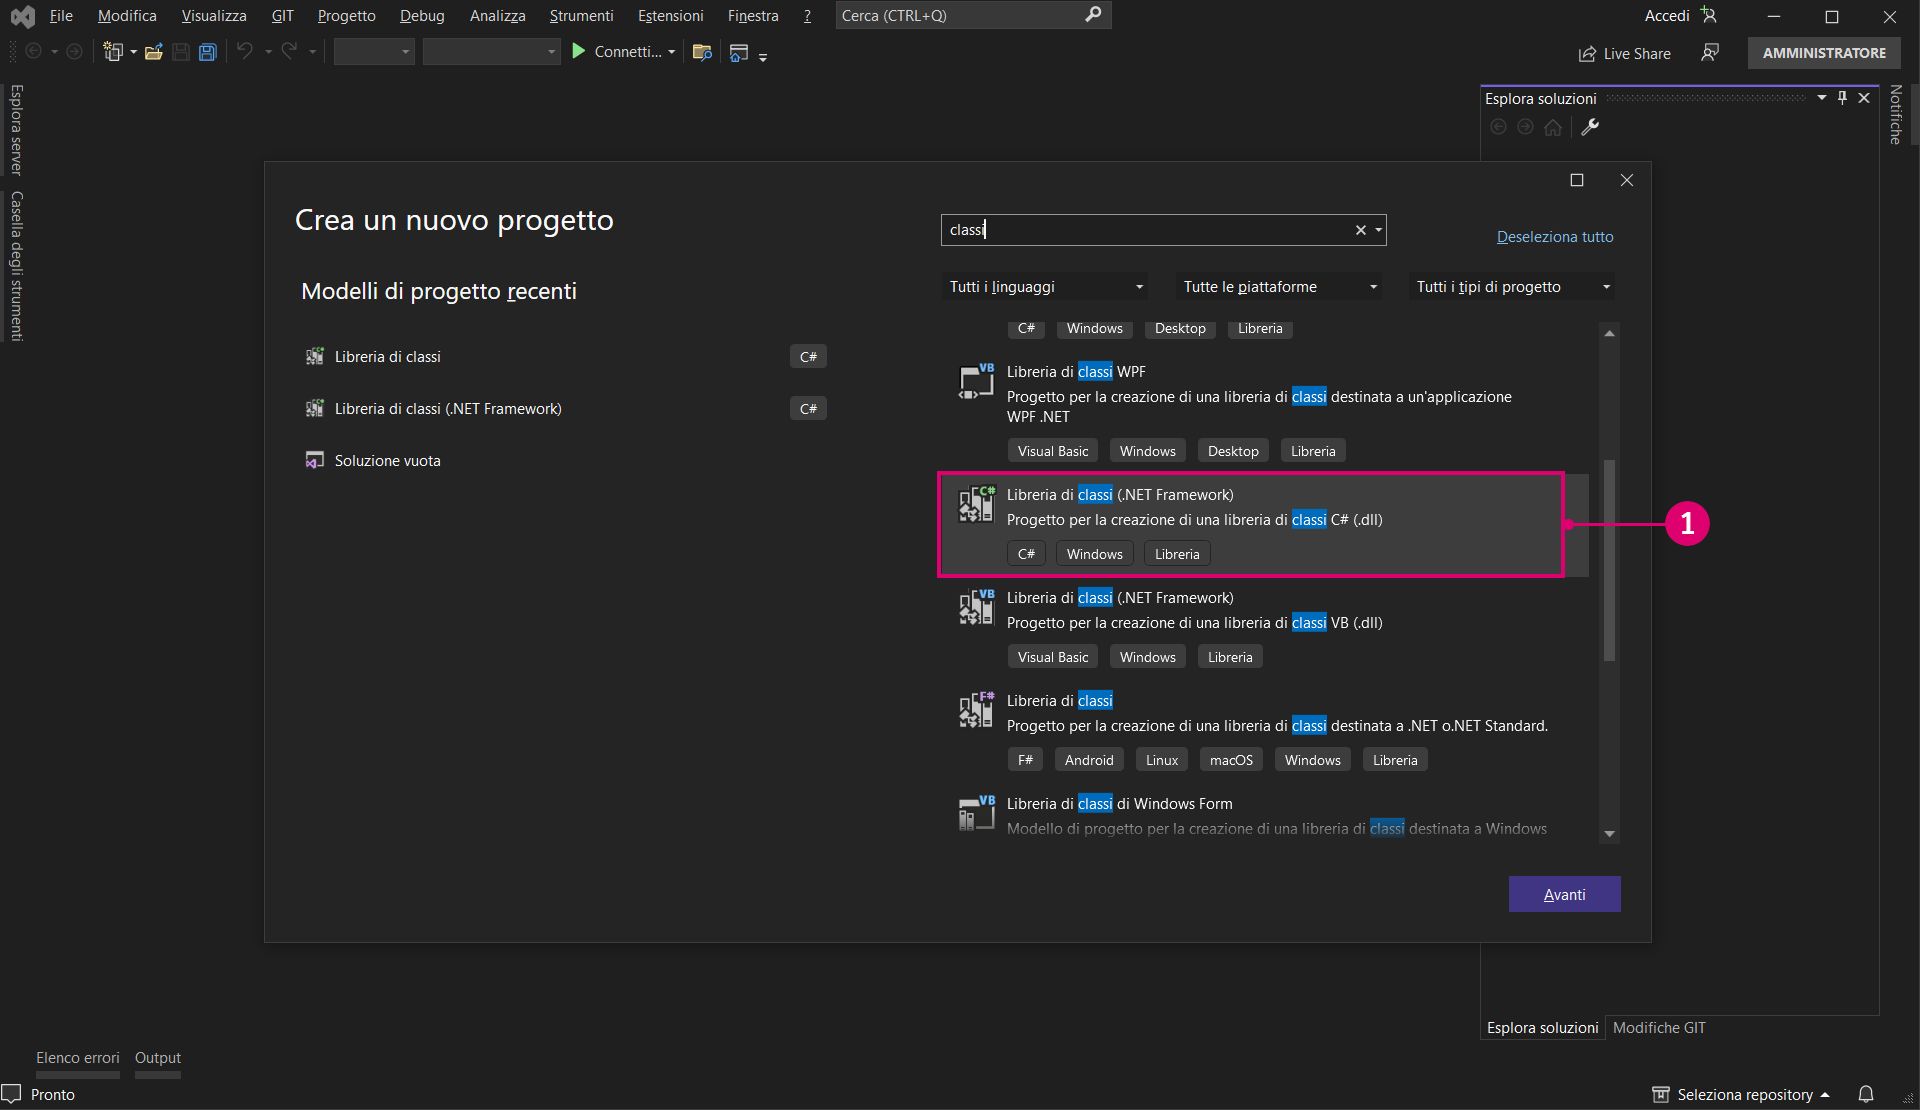 File Modifica Visualizza GIT Progetto Debug Analizza Strumenti Estensioni Finestra ? Cerca (CTRL+Q) Accedi
Connetti... Live Share AMMINISTRATORE
Esplora server
Casella degli strumenti
Esplora soluzioni
Notifiche
Crea un nuovo progetto
classi
Deseleziona tutto
Modelli di progetto recenti
Tutti i linguaggi Tutte le piattaforme Tutti i tipi di progetto
Libreria di classi C#
Libreria di classi (.NET Framework) C#
Soluzione vuota
C# Windows Desktop Libreria
VB
Libreria di classi WPF
Progetto per la creazione di una libreria di classi destinata a un'applicazione
WPF .NET
Visual Basic Windows Desktop Libreria
C#
Libreria di classi (.NET Framework)
Progetto per la creazione di una libreria di classi C# (.dll)
C# Windows Libreria
1
VB
Libreria di classi (.NET Framework)
Progetto per la creazione di una libreria di classi VB (.dll)
Visual Basic Windows Libreria
F#
Libreria di classi
Progetto per la creazione di una libreria di classi destinata a .NET o.NET Standard.
F# Android Linux macOS Windows Libreria
VB
Libreria di classi di Windows Form
Modello di progetto per la creazione di una libreria di classi destinata a Windows
Avanti
Esplora soluzioni Modifiche GIT
Elenco errori Output
Pronto Seleziona repository